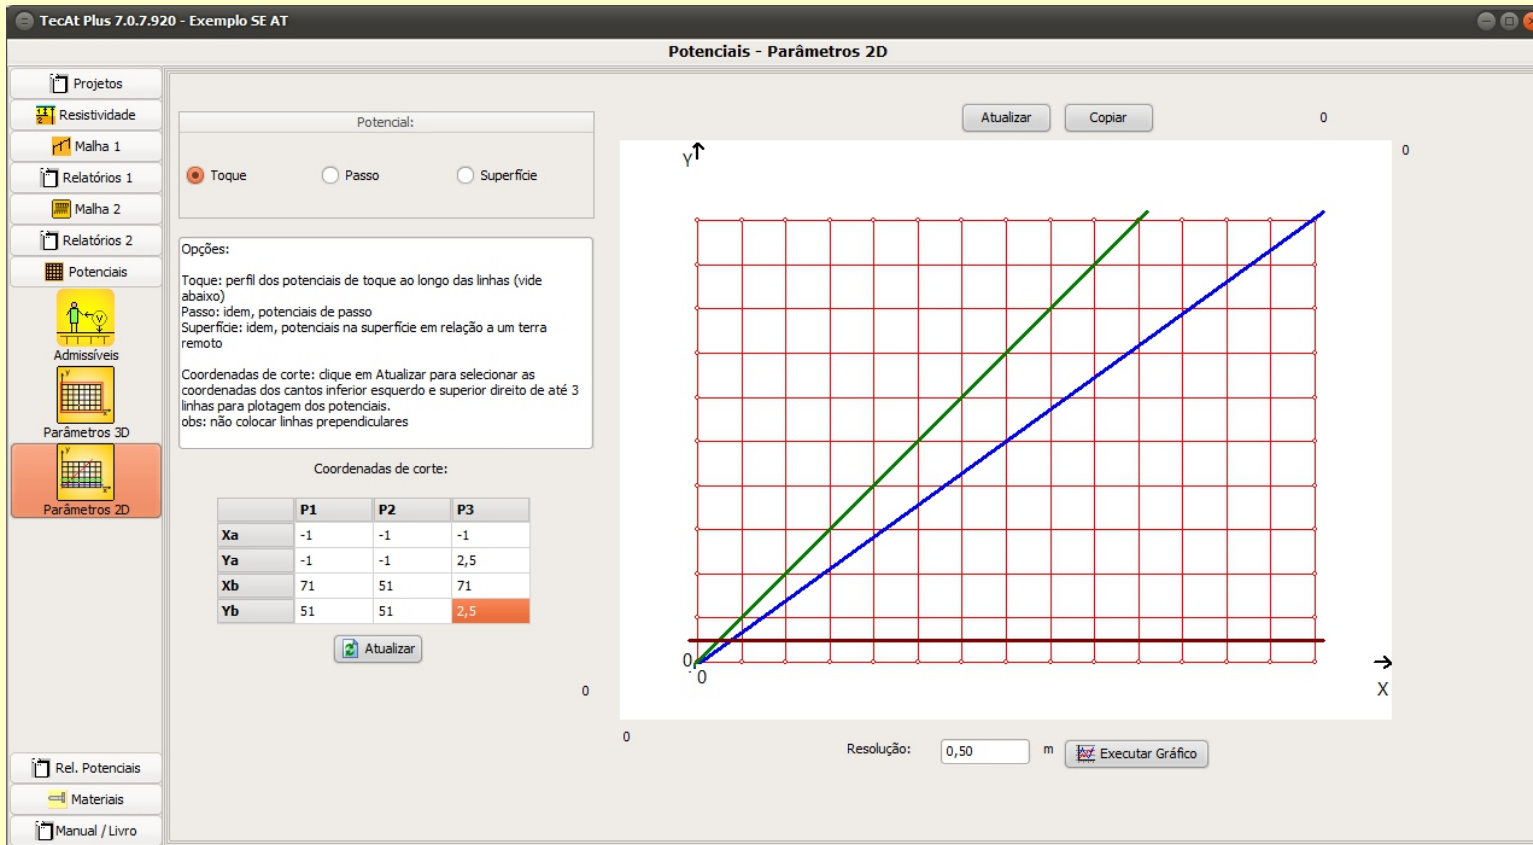 TecAt Plus 7.0.7.920 - Exemplo SE AT
Potenciais - Parâmetros 2D
Projetos
Resistividade
Malha 1
Relatórios 1
Malha 2
Relatórios 2
Potenciais
Admissíveis
Parâmetros 3D
Parâmetros 2D
Rel. Potenciais
Materiais
Manual / Livro
Potencial:
Toque Passo Superfície
Opções:
Toque: perfil dos potenciais de toque ao longo das linhas (vide
abaixo)
Passo: idem, potenciais de passo
Superfície: idem, potenciais na superfície em relação a um terra
remoto
Coordenadas de corte: clique em Atualizar para selecionar as
coordenadas dos cantos inferior esquerdo e superior direito de até 3
linhas para plotagem dos potenciais.
obs: não colocar linhas prependiculares
Coordenadas de corte:
P1 P2 P3
Xa -1 -1 -1
Ya -1 -1 2,5
Xb 71 51 71
Yb 51 51 2,5
Atualizar
0
Atualizar Copiar 0
0
Y
0
0
X
0
Resolução: 0,50 m Executar Gráfico